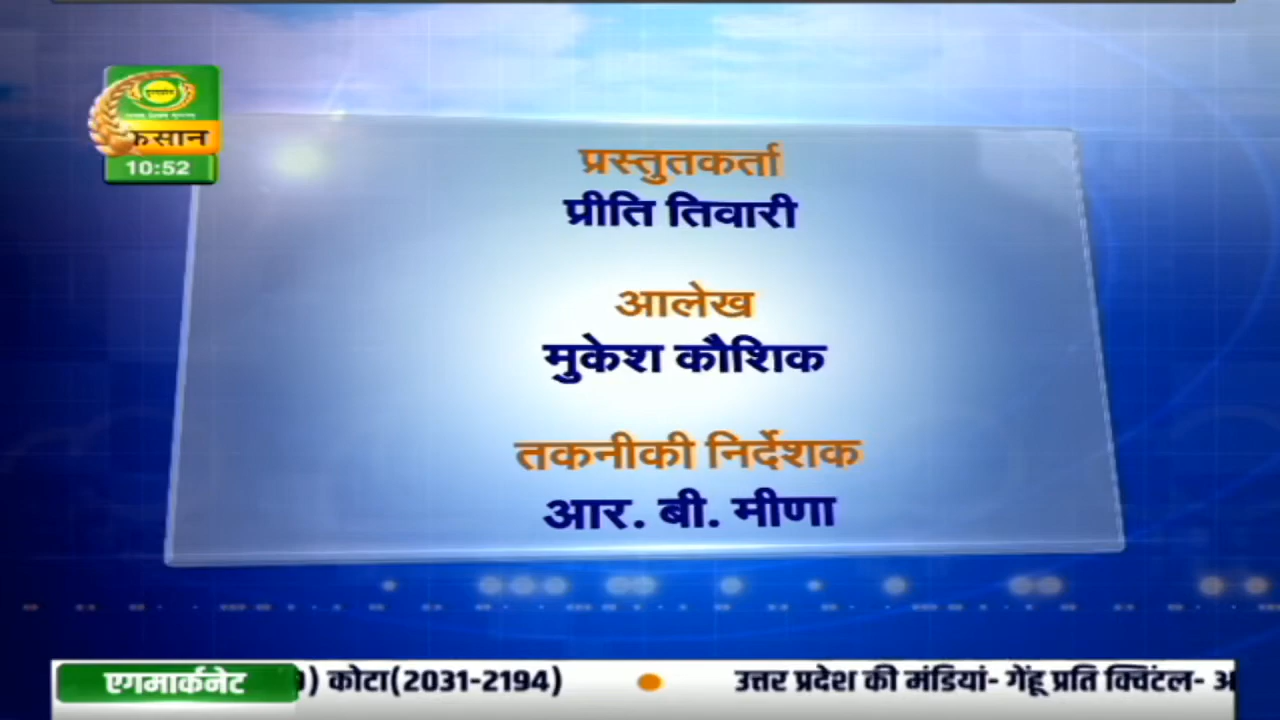 किसान
10:52
प्रस्तुतकर्ता
प्रीति तिवारी
आलेख
मुकेश कौशिक
तकनीकी निर्देशक
आर. बी. मीणा
एगमार्कनेट
) कोटा(2031-2194)
उत्तर प्रदेश की मंडियां- गेंहू प्रति क्विंटल-